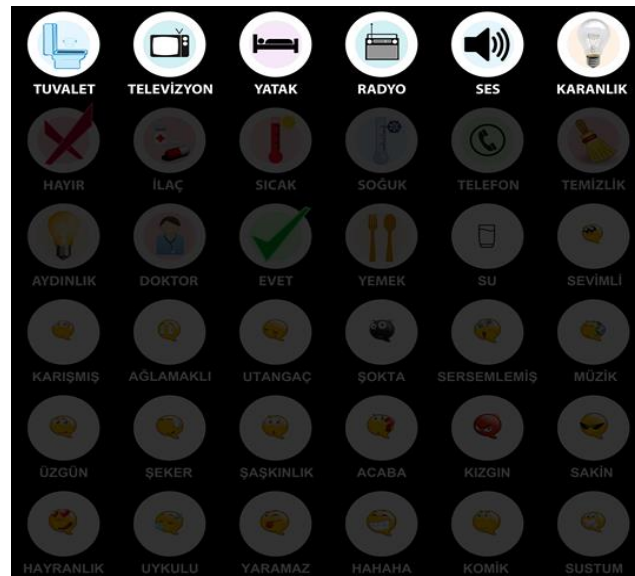 TUVALET TELEVİZYON YATAK RADYO SES KARANLIK
HAYIR İLAÇ SICAK SOĞUK TELEFON TEMİZLİK
AYDINLIK DOKTOR EVET YEMEK SU SEVİMLİ
KARIŞMIŞ AĞLAMAKLI UTANGAÇ ŞOKTA SERSEMLEMİŞ MÜZİK
ÜZGÜN ŞEKER ŞAŞKINLIK ACABA KIZGIN SAKİN
HAYRANLIK UYKULU YARAMAZ HAHAHA KOMİK SUSTUM